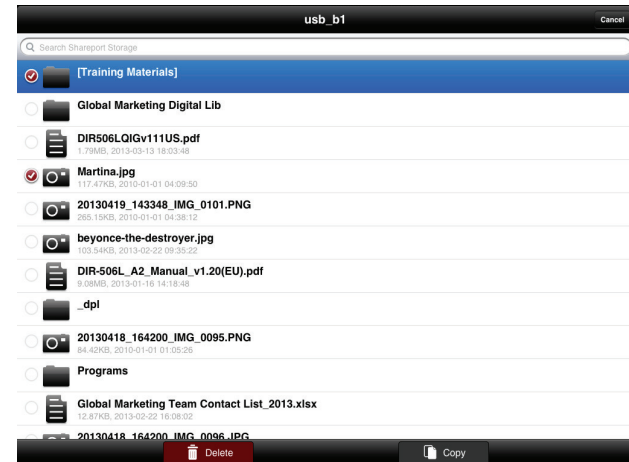 usb_b1
Cancel
Search Shareport Storage
[Training Materials]
Global Marketing Digital Lib
DIR506LQIGv111US.pdf
1.79MB, 2013-03-13 18:03:48
Martina.jpg
117.47KB, 2010-01-01 04:09:50
20130419_143348_IMG_0101.PNG
265.15KB, 2010-01-01 04:38:12
beyonce-the-destroyer.jpg
103.54KB, 2013-02-22 09:35:22
DIR-506L_A2_Manual_v1.20(EU).pdf
9.08MB, 2013-01-16 14:18:48
_dpl
20130418_164200_IMG_0095.PNG
84.42KB, 2010-01-01 01:05:26
Programs
Global Marketing Team Contact List_2013.xlsx
12.87KB, 2013-02-22 16:08:02
20130418_164200_IMG_0096.JPG
Delete
Copy